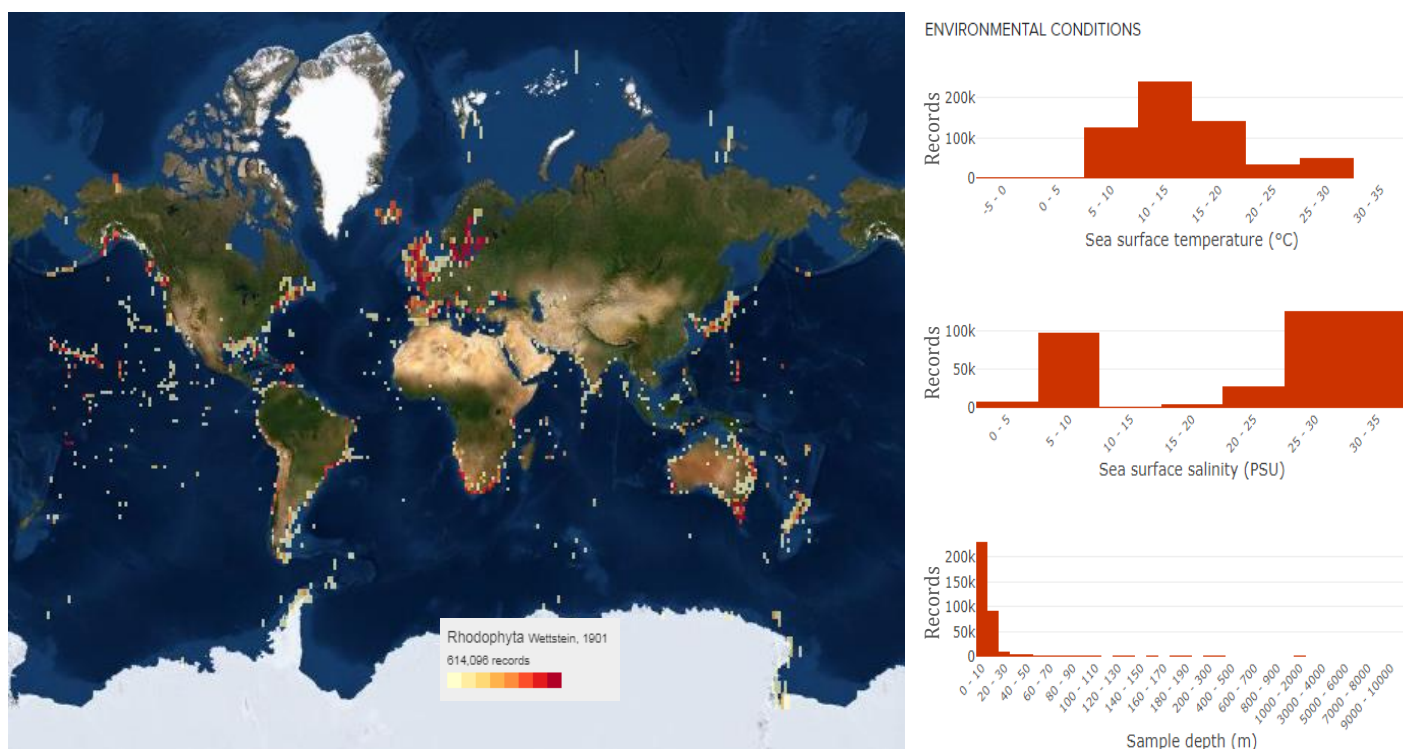 ENVIRONMENTAL CONDITIONS
Records
200k
100k
0
-5 - 0
0 - 5
5 - 10
10 - 15
15 - 20
20 - 25
25 - 30
30 - 35
Sea surface temperature (°C)
Records
100k
50k
0
0 - 5
5 - 10
10 - 15
15 - 20
20 - 25
25 - 30
30 - 35
Sea surface salinity (PSU)
Records
200k
150k
100k
50k
0
0 - 10
20 - 30
40 - 50
60 - 70
80 - 90
100 - 110
120 - 130
140 - 150
160 - 170
180 - 190
200 - 300
400 - 500
600 - 700
800 - 900
1000 - 2000
3000 - 4000
5000 - 6000
7000 - 8000
9000 - 10000
Sample depth (m)
Rhodophyta Wettstein, 1901
614,096 records